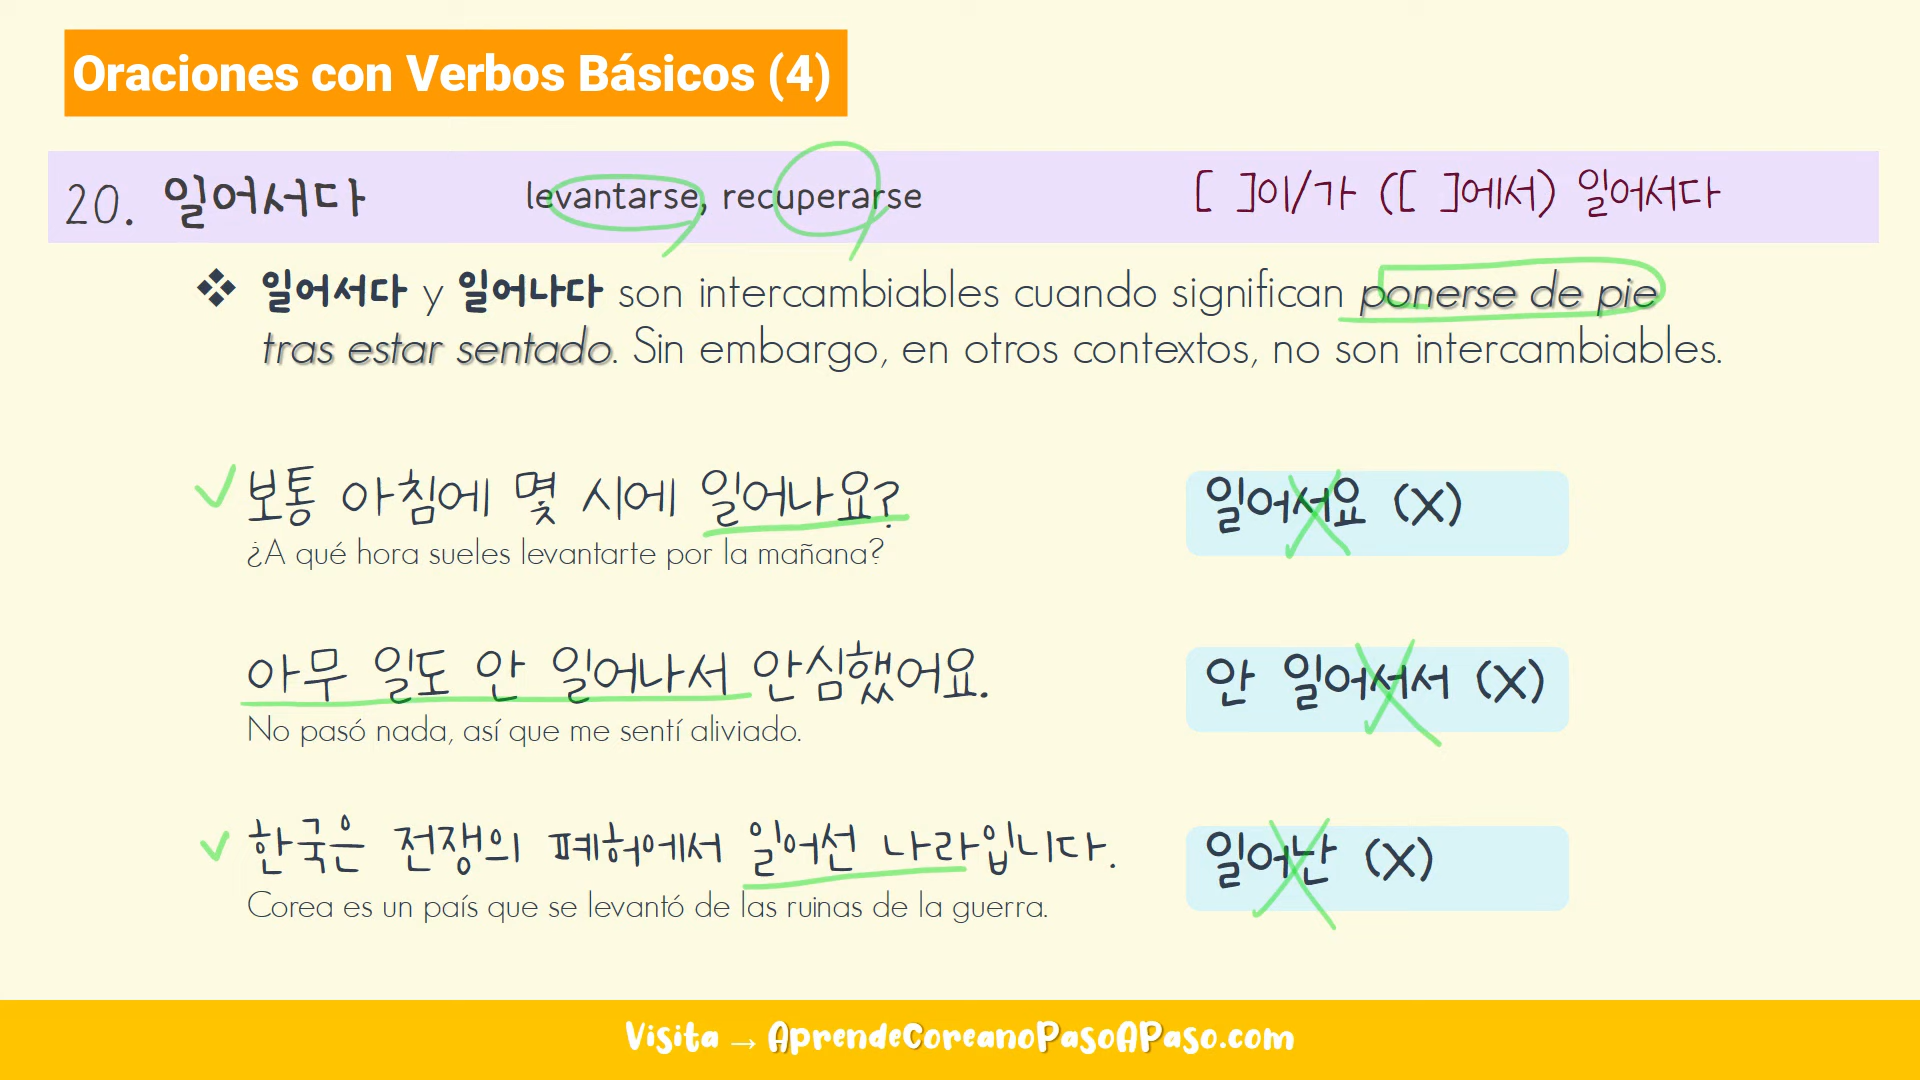 Oraciones con Verbos Básicos (4)
20. 일어서다 levantarse, recuperarse [ ]이/가 ([ ]에서) 일어서다
❖ 일어서다 y 일어나다 son intercambiables cuando significan ponerse de pie
tras estar sentado. Sin embargo, en otros contextos, no son intercambiables.
보통 아침에 몇 시에 일어나요? 일어서요 (X)
¿A qué hora sueles levantarte por la mañana?
아무 일도 안 일어나서 안심했어요. 안 일어서서 (X)
No pasó nada, así que me sentí aliviado.
한국은 전쟁의 폐허에서 일어선 나라입니다. 일어난 (X)
Corea es un país que se levantó de las ruinas de la guerra.
Visita → AprendeCoreanoPasoAPaso.com